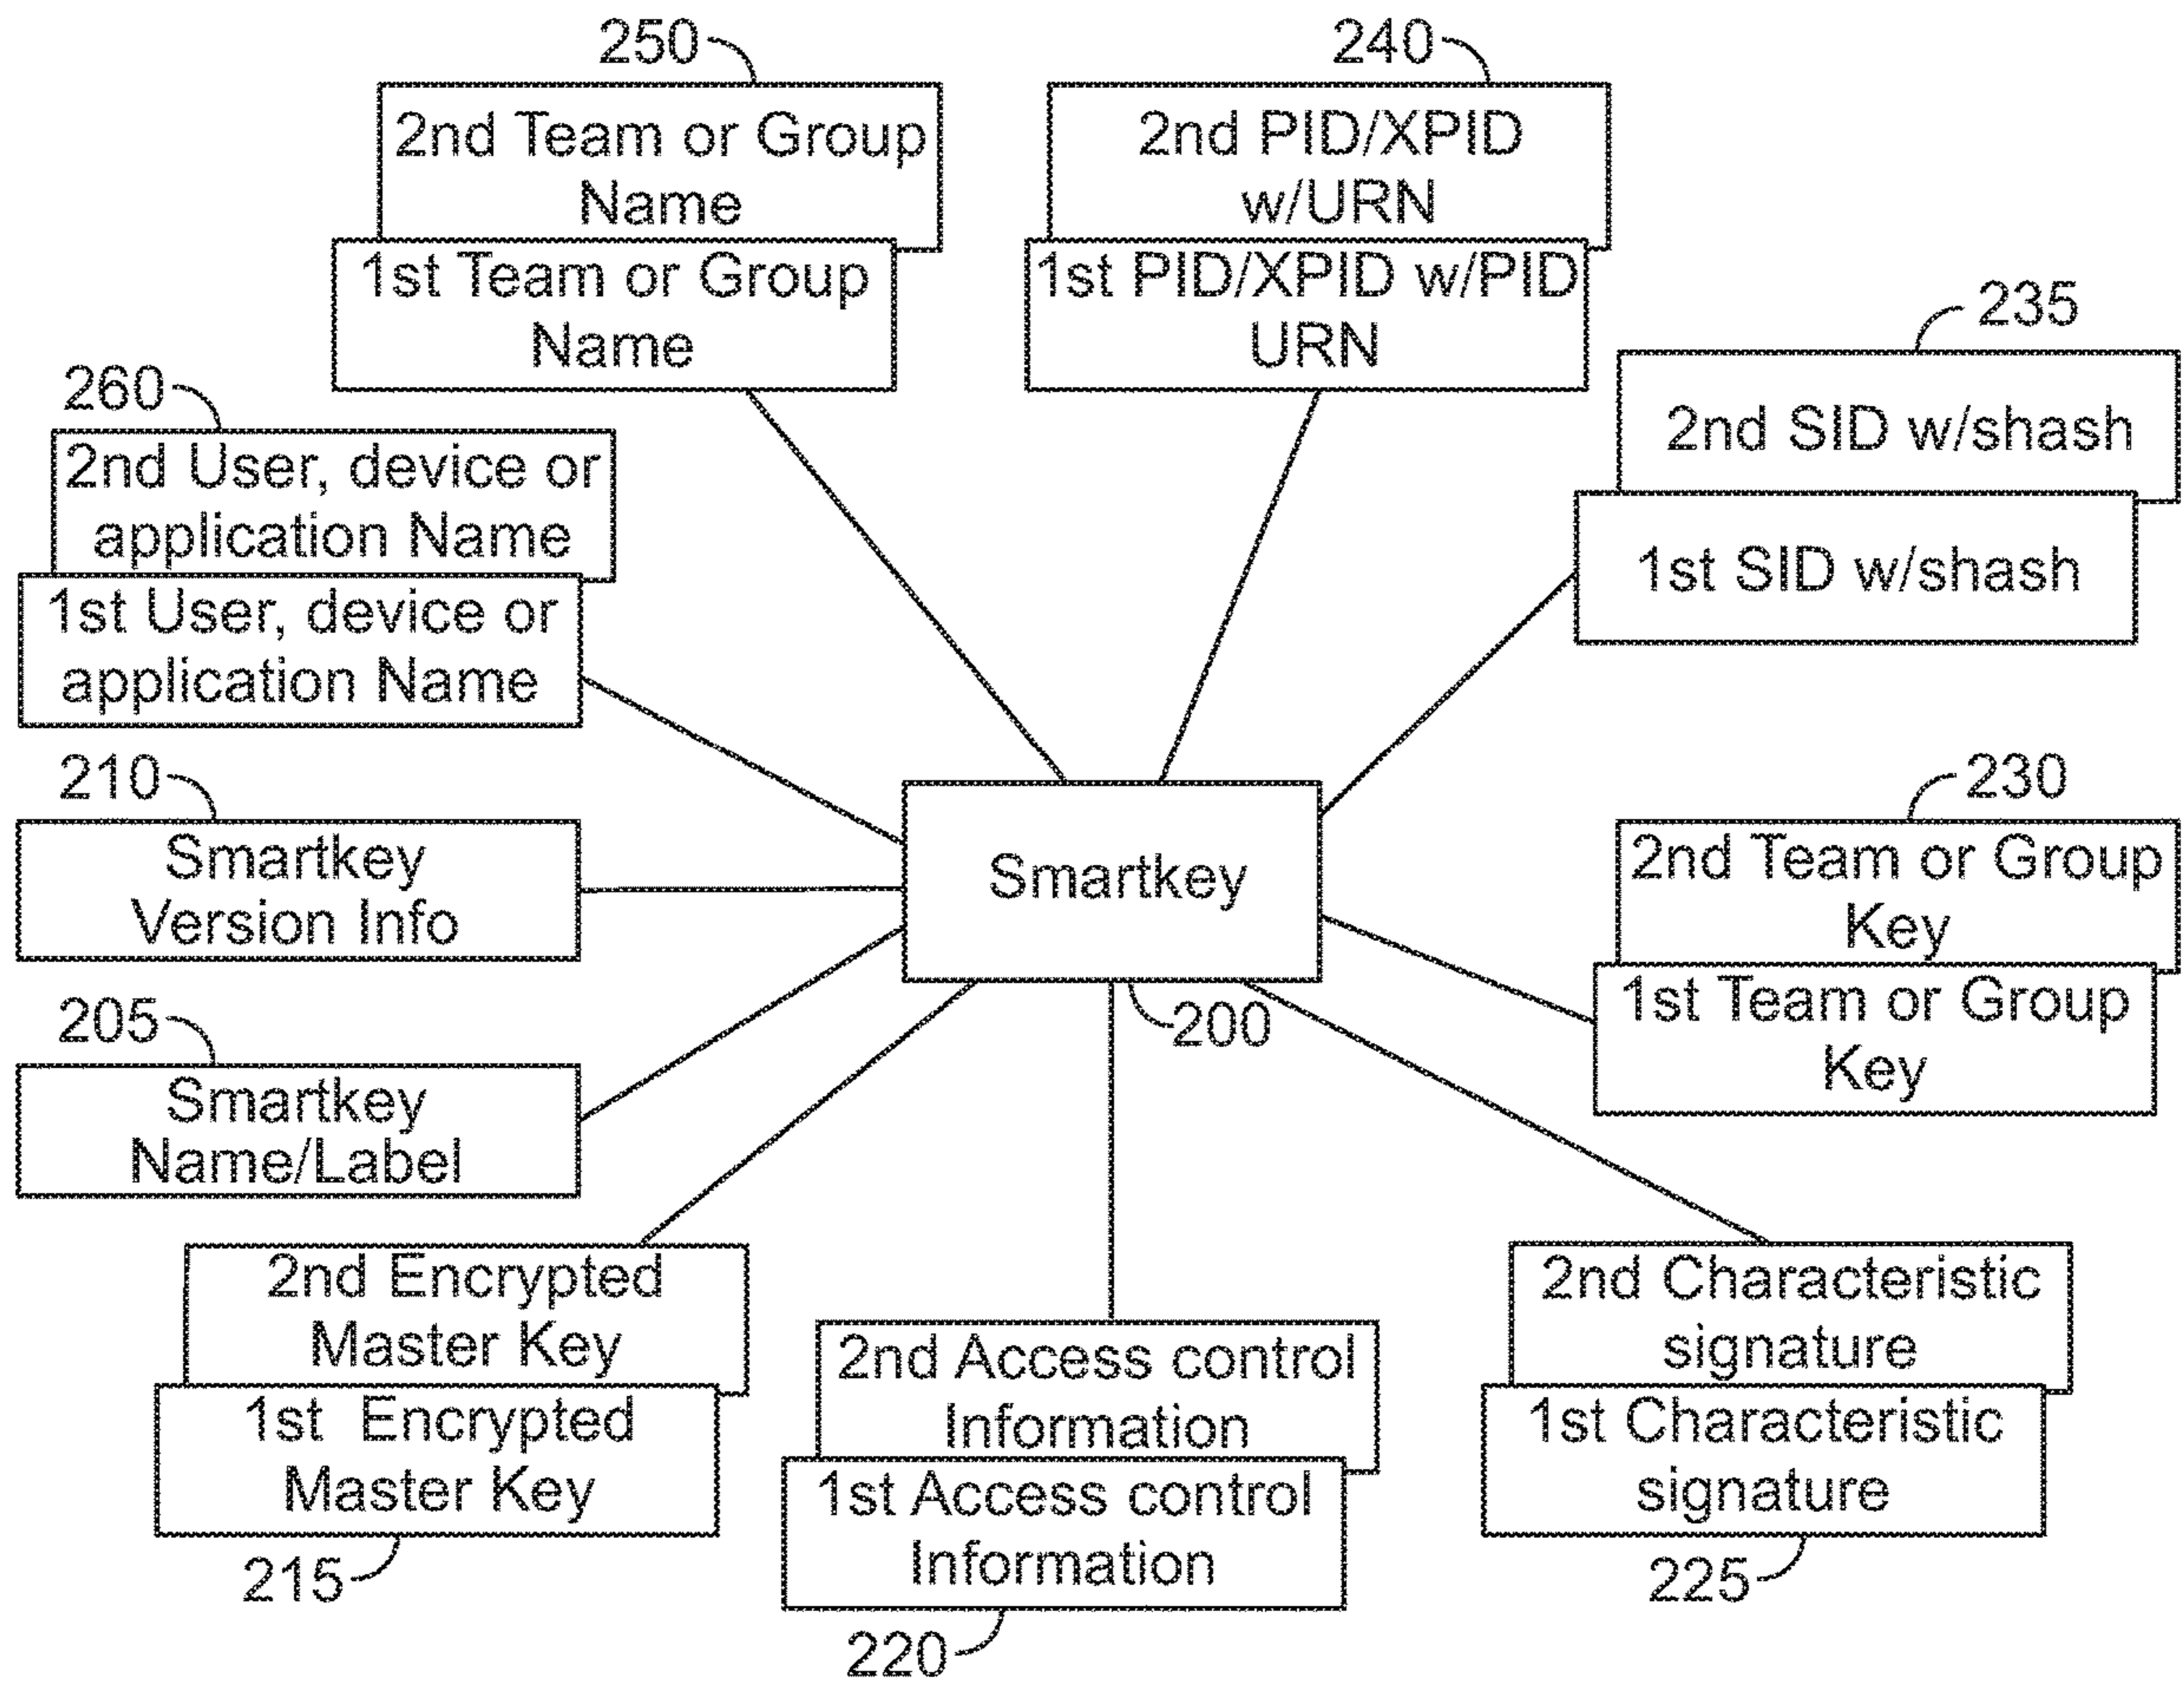 250
2nd Team or Group
Name
1st Team or Group
Name
240
2nd PID/XPID
w/URN
1st PID/XPID w/PID
URN
235
2nd SID w/shash
1st SID w/shash
260
2nd User, device or
application Name
1st User, device or
application Name
210
Smartkey
Version Info
Smartkey
200
230
2nd Team or Group
Key
1st Team or Group
Key
205
Smartkey
Name/Label
2nd Encrypted
Master Key
1st Encrypted
Master Key
215
2nd Access control
Information
1st Access control
Information
220
2nd Characteristic
signature
1st Characteristic
signature
225